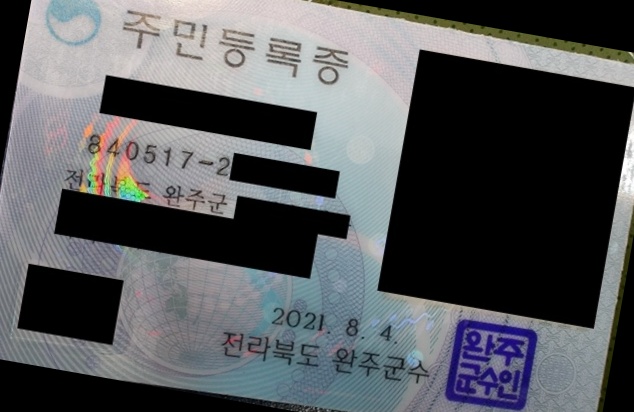 주민등록증
840517-2
전라북도 완주군
2021. 8. 4.
전라북도 완주군수
완주
군수인